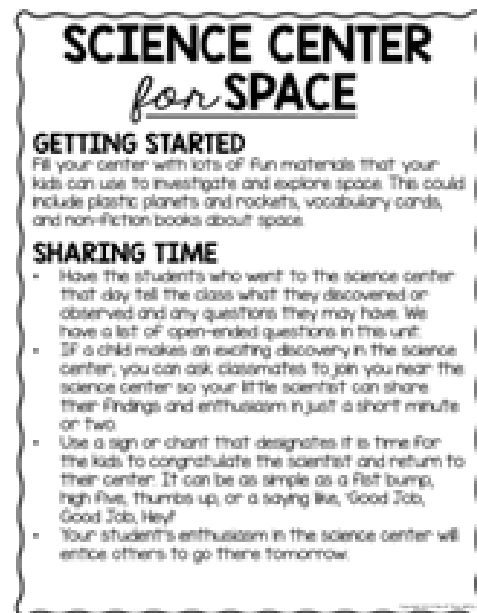 SCIENCE CENTER
for SPACE
GETTING STARTED
Fill your center with lots of fun materials that your
kids can use to investigate and explore space. This could
include plastic planets and rockets, vocabulary cards,
and non-fiction books about space.
SHARING TIME
• Have the students who went to the science center
that day tell the class what they discovered or
observed and any questions they may have. We
have a list of open-ended questions in this unit.
• If a child makes an exciting discovery in the science
center, you can ask classmates to join you near the
science center so your little scientist can share
their findings and enthusiasm in just a short minute
or two.
• Use a sign or chant that designates it is time for
the kids to congratulate the scientist and return to
their center. It can be as simple as a fist bump,
high five, thumbs up, or a saying like, "Good Job,
Good Job, Hey!"
• Your student's enthusiasm in the science center will
entice others to go there tomorrow.